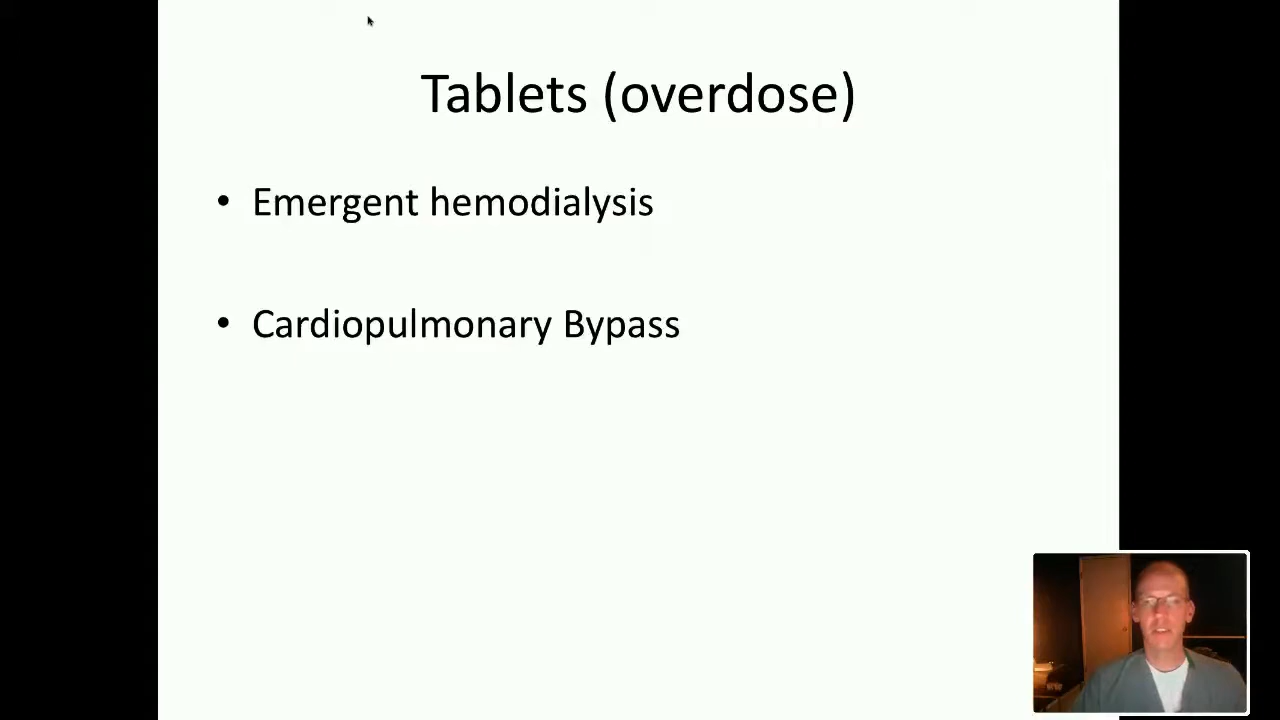 Tablets (overdose)
• Emergent hemodialysis
• Cardiopulmonary Bypass